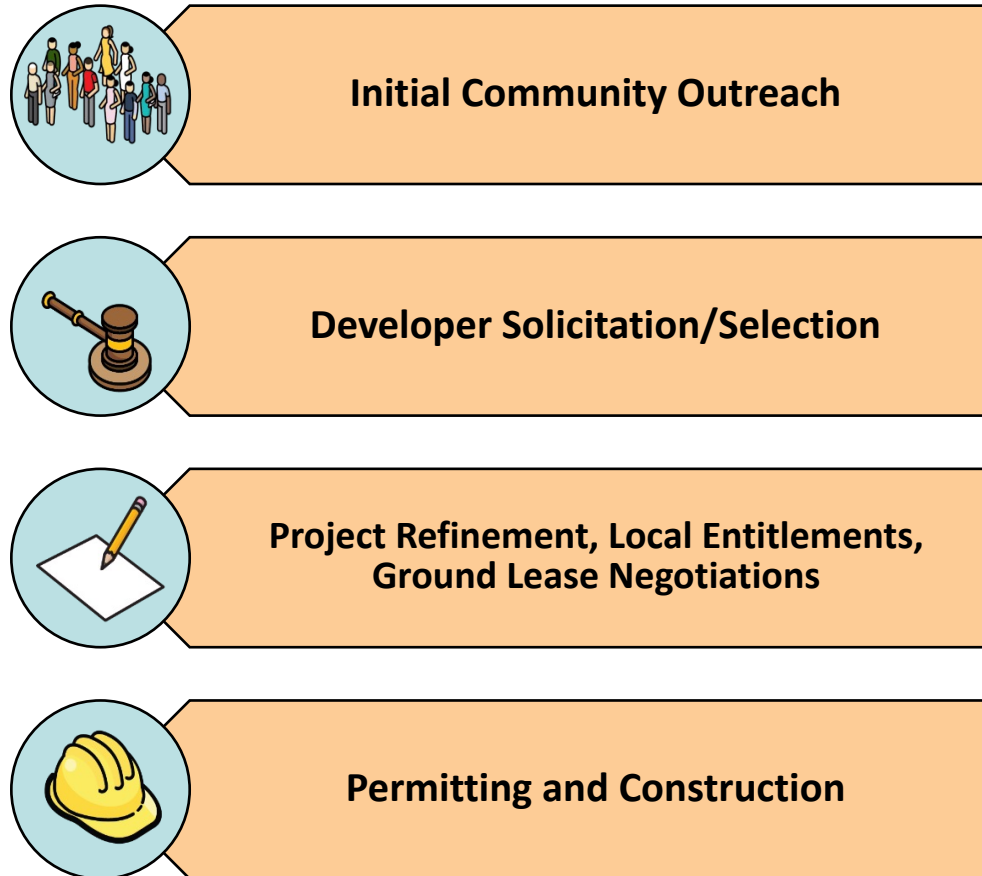 Initial Community Outreach
Developer Solicitation/Selection
Project Refinement, Local Entitlements,
Ground Lease Negotiations
Permitting and Construction